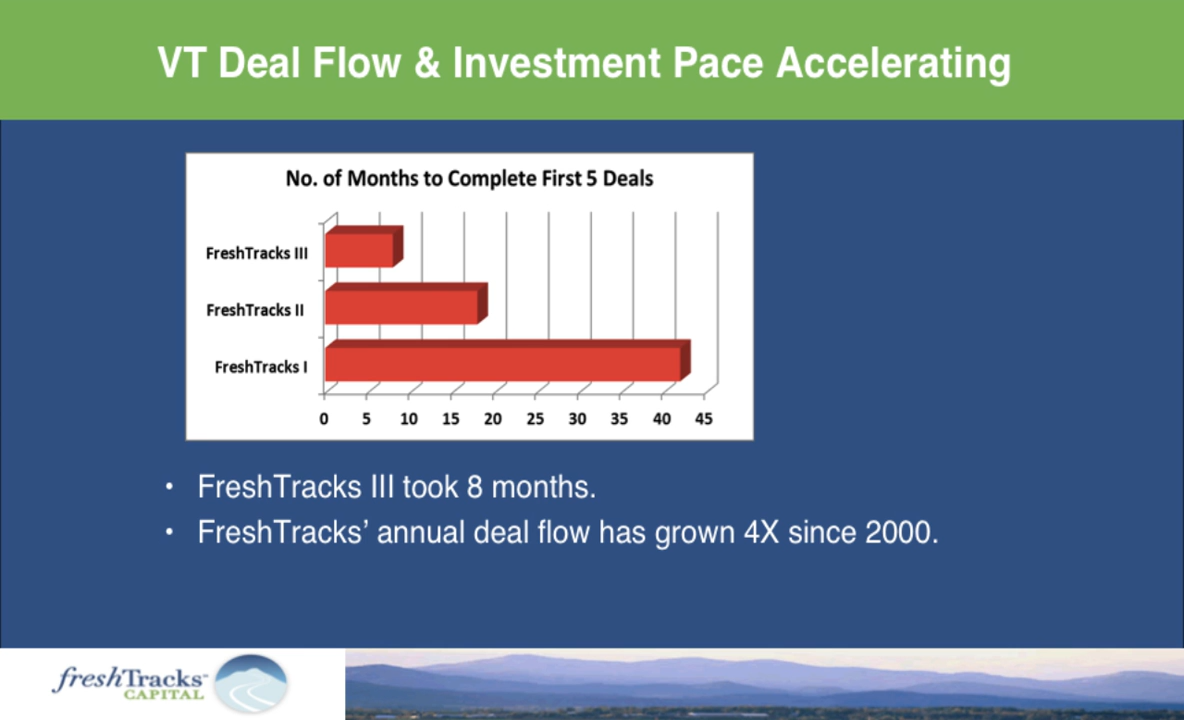 VT Deal Flow & Investment Pace Accelerating
No. of Months to Complete First 5 Deals
FreshTracks III
FreshTracks II
FreshTracks I
0 5 10 15 20 25 30 35 40 45
• FreshTracks III took 8 months.
• FreshTracks’ annual deal flow has grown 4X since 2000.
freshTracks™
CAPITAL